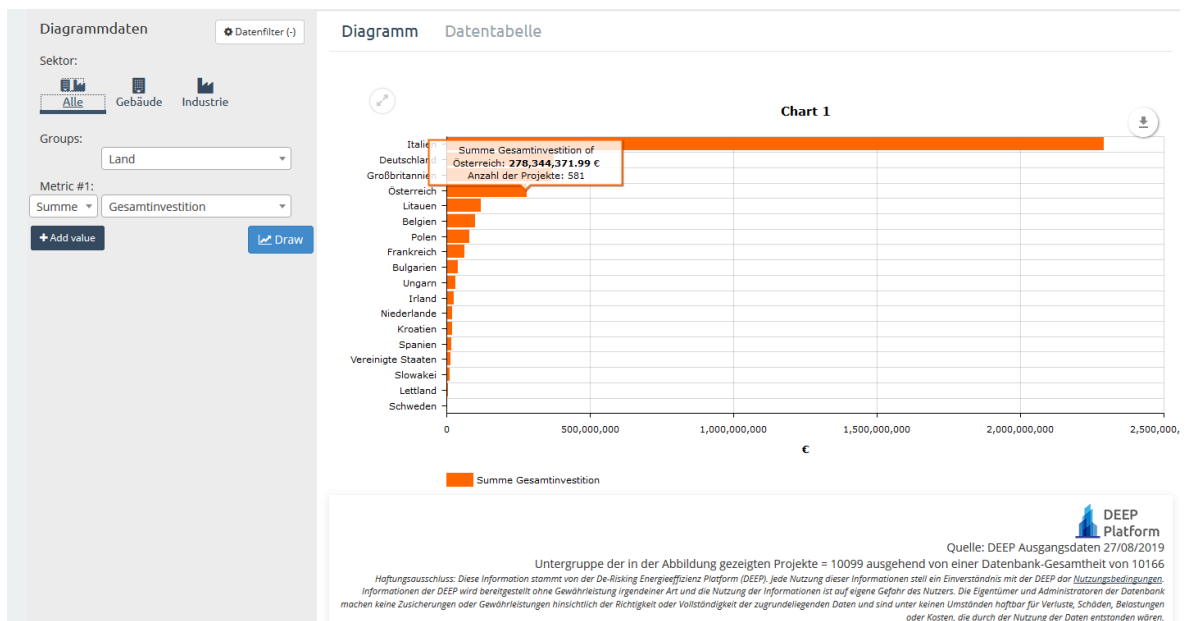 Diagrammdaten
Datenfilter (-)
Sektor:
Alle Gebäude Industrie
Groups:
Land
Metric #1:
Summe Gesamtinvestition
+ Add value
Draw
Diagramm Datentabelle
Chart 1
Italien
Deutschland
Großbritannien
Österreich
Litauen
Belgien
Polen
Frankreich
Bulgarien
Ungarn
Irland
Niederlande
Kroatien
Spanien
Vereinigte Staaten
Slowakei
Lettland
Schweden
Summe Gesamtinvestition of
Österreich: 278,344,371.99 €
Anzahl der Projekte: 581
0 500,000,000 1,000,000,000 1,500,000,000 2,000,000,000 2,500,000,
€
Summe Gesamtinvestition
DEEP
Platform
Quelle: DEEP Ausgangsdaten 27/08/2019
Untergruppe der in der Abbildung gezeigten Projekte = 10099 ausgehend von einer Datenbank-Gesamtheit von 10166
Haftungsausschluss: Diese Information stammt von der De-Risking Energieeffizienz Platform (DEEP). Jede Nutzung dieser Informationen stell ein Einverständnis mit der DEEP dar Nutzungsbedingungen.
Informationen der DEEP wird bereitgestellt ohne Gewährleistung irgendeiner Art und die Nutzung der Informationen ist auf eigene Gefahr des Nutzers. Die Eigentümer und Administratoren der Datenbank
machen keine Zusicherungen oder Gewährleistungen hinsichtlich der Richtigkeit oder Vollständigkeit der zugrundeliegenden Daten und sind unter keinen Umständen haftbar für Verluste, Schäden, Belastungen
oder Kosten, die durch der Nutzung der Daten entstanden wären.